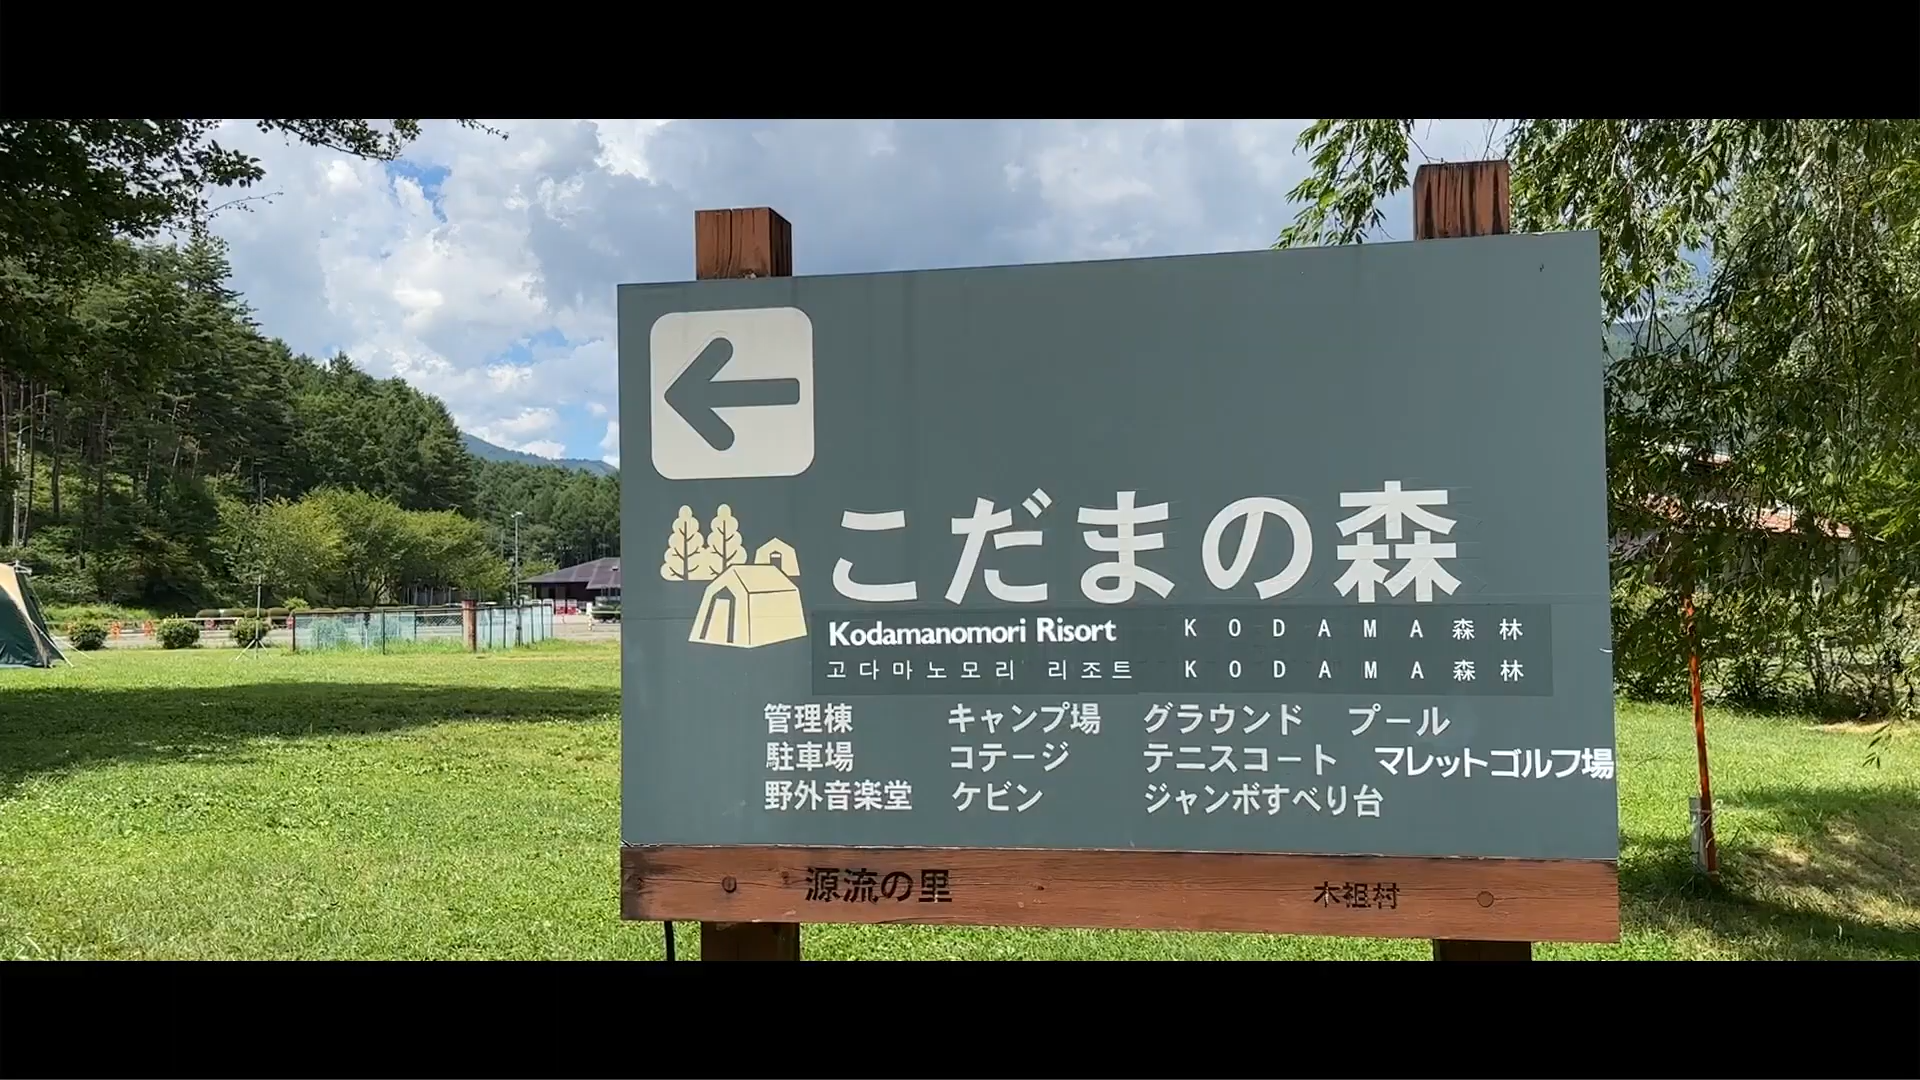 こだまの森
Kodamanomori Risort KODAMA森林
고다마노모리 리조트 KODAMA森林
管理棟 キャンプ場 グラウンド プール
駐車場 コテージ テニスコート マレットゴルフ場
野外音楽堂 ケビン ジャンボすべり台
源流の里 木祖村